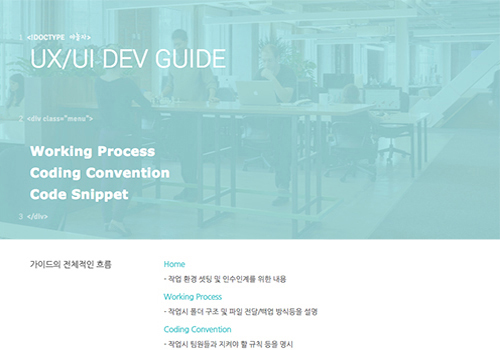 1 <!DOCTYPE 야놀자>
UX/UI DEV GUIDE
2 <div class="menu">
Working Process
Coding Convention
Code Snippet
3 </div>
가이드의 전체적인 흐름
Home
- 작업 환경 셋팅 및 인수인계를 위한 내용
Working Process
- 작업시 폴더 구조 및 파일 전달/백업 방식등을 설명
Coding Convention
- 작업시 팀원들과 지켜야 할 규칙 등을 명시